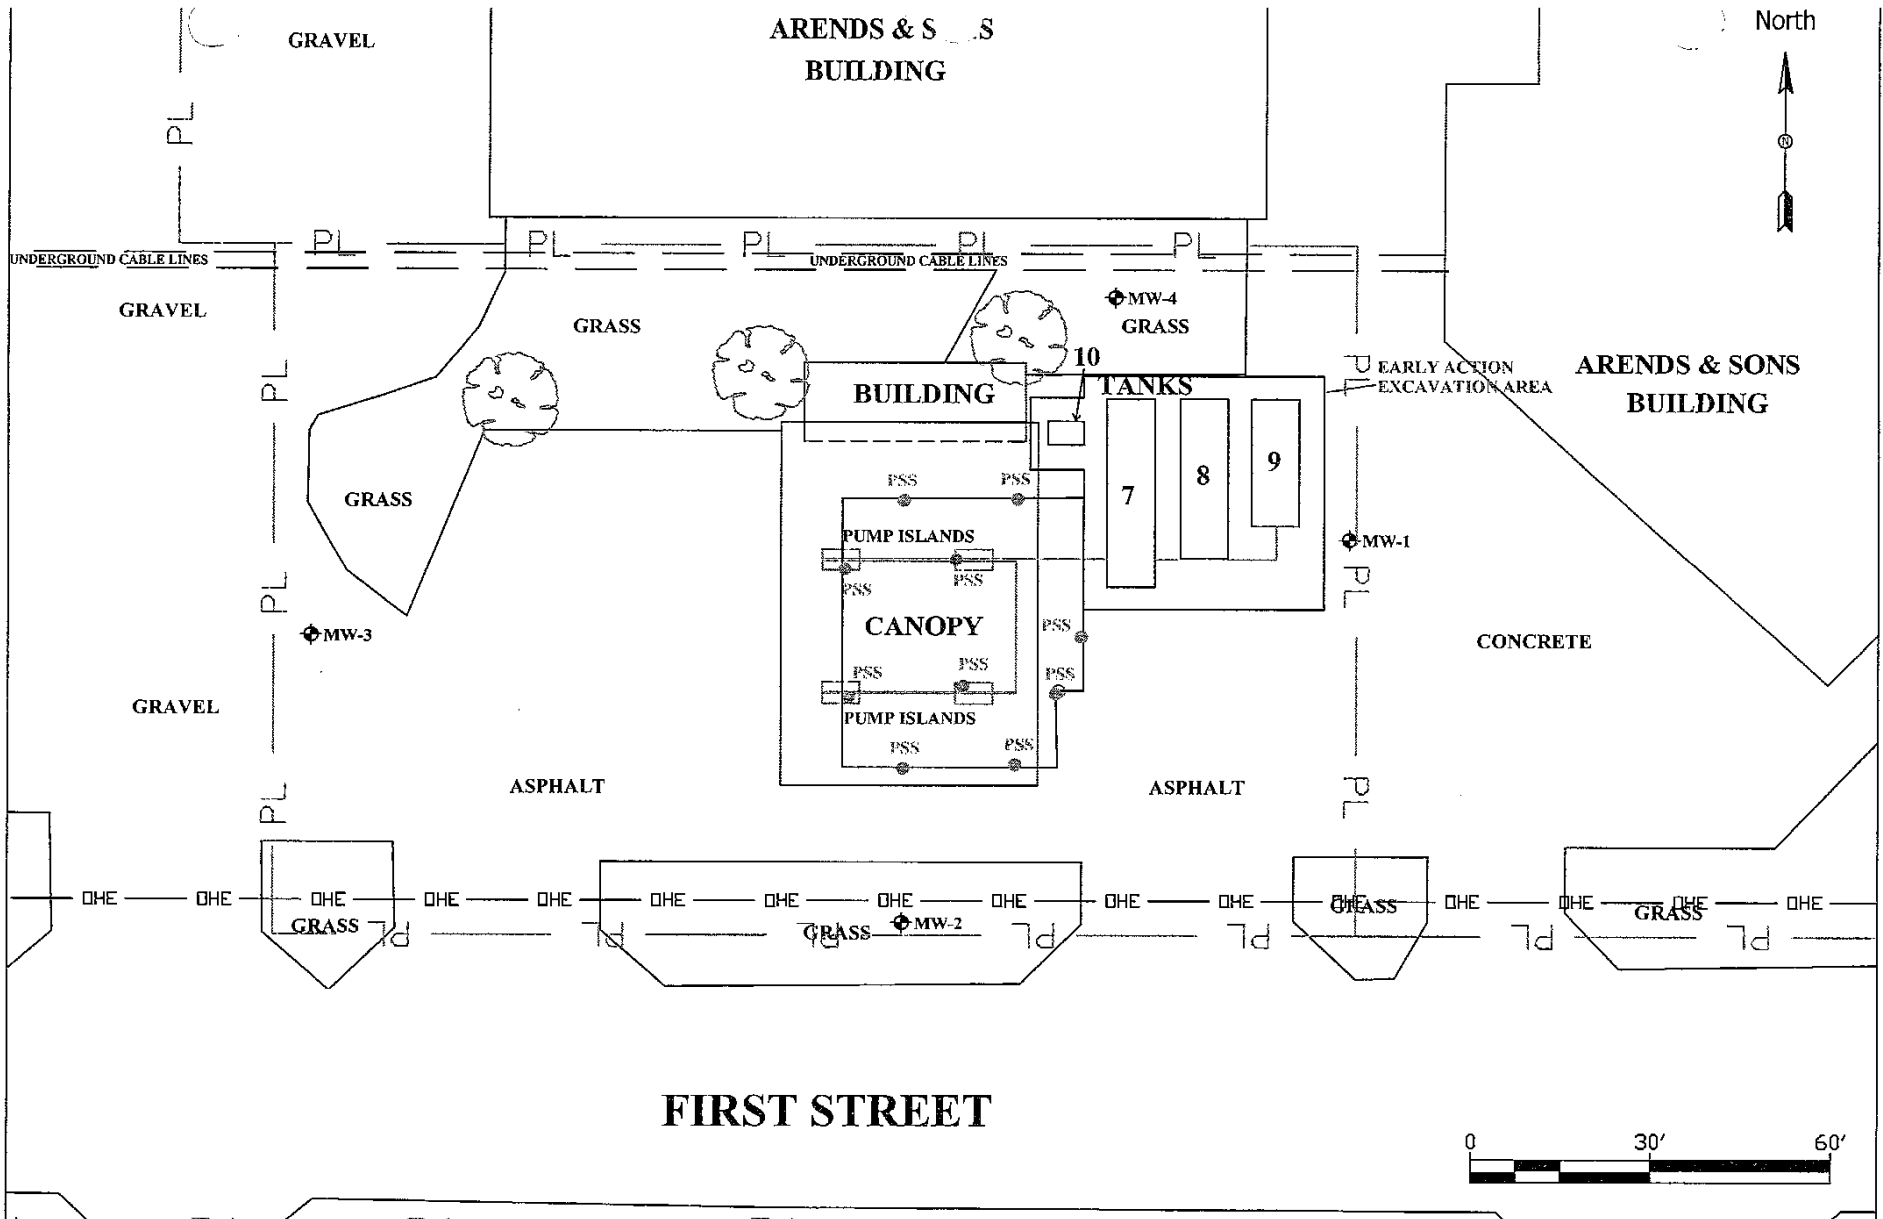 ARENDS & S  S
BUILDING
North
GRAVEL
PL
N
PL PL PL PL PL
UNDERGROUND CABLE LINES
UNDERGROUND CABLE LINES
GRAVEL
GRASS
MW-4
GRASS
10
TANKS
PL
PL
EARLY ACTION
EXCAVATION AREA
ARENDS & SONS
BUILDING
BUILDING
7
8
9
GRASS
PSS
PSS
PUMP ISLANDS
MW-1
PSS
PSS
PL
PL
MW-3
CANOPY
PSS
CONCRETE
PSS
PSS
PSS
GRAVEL
PUMP ISLANDS
PSS
PSS
ASPHALT
ASPHALT
PL
PL
OHE OHE OHE OHE OHE OHE OHE OHE OHE OHE OHE OHE OHE OHE OHE OHE
GRASS
GRASS
MW-2
GRASS
GRASS
PL PL PL PL PL PL PL
FIRST STREET
0 30' 60'